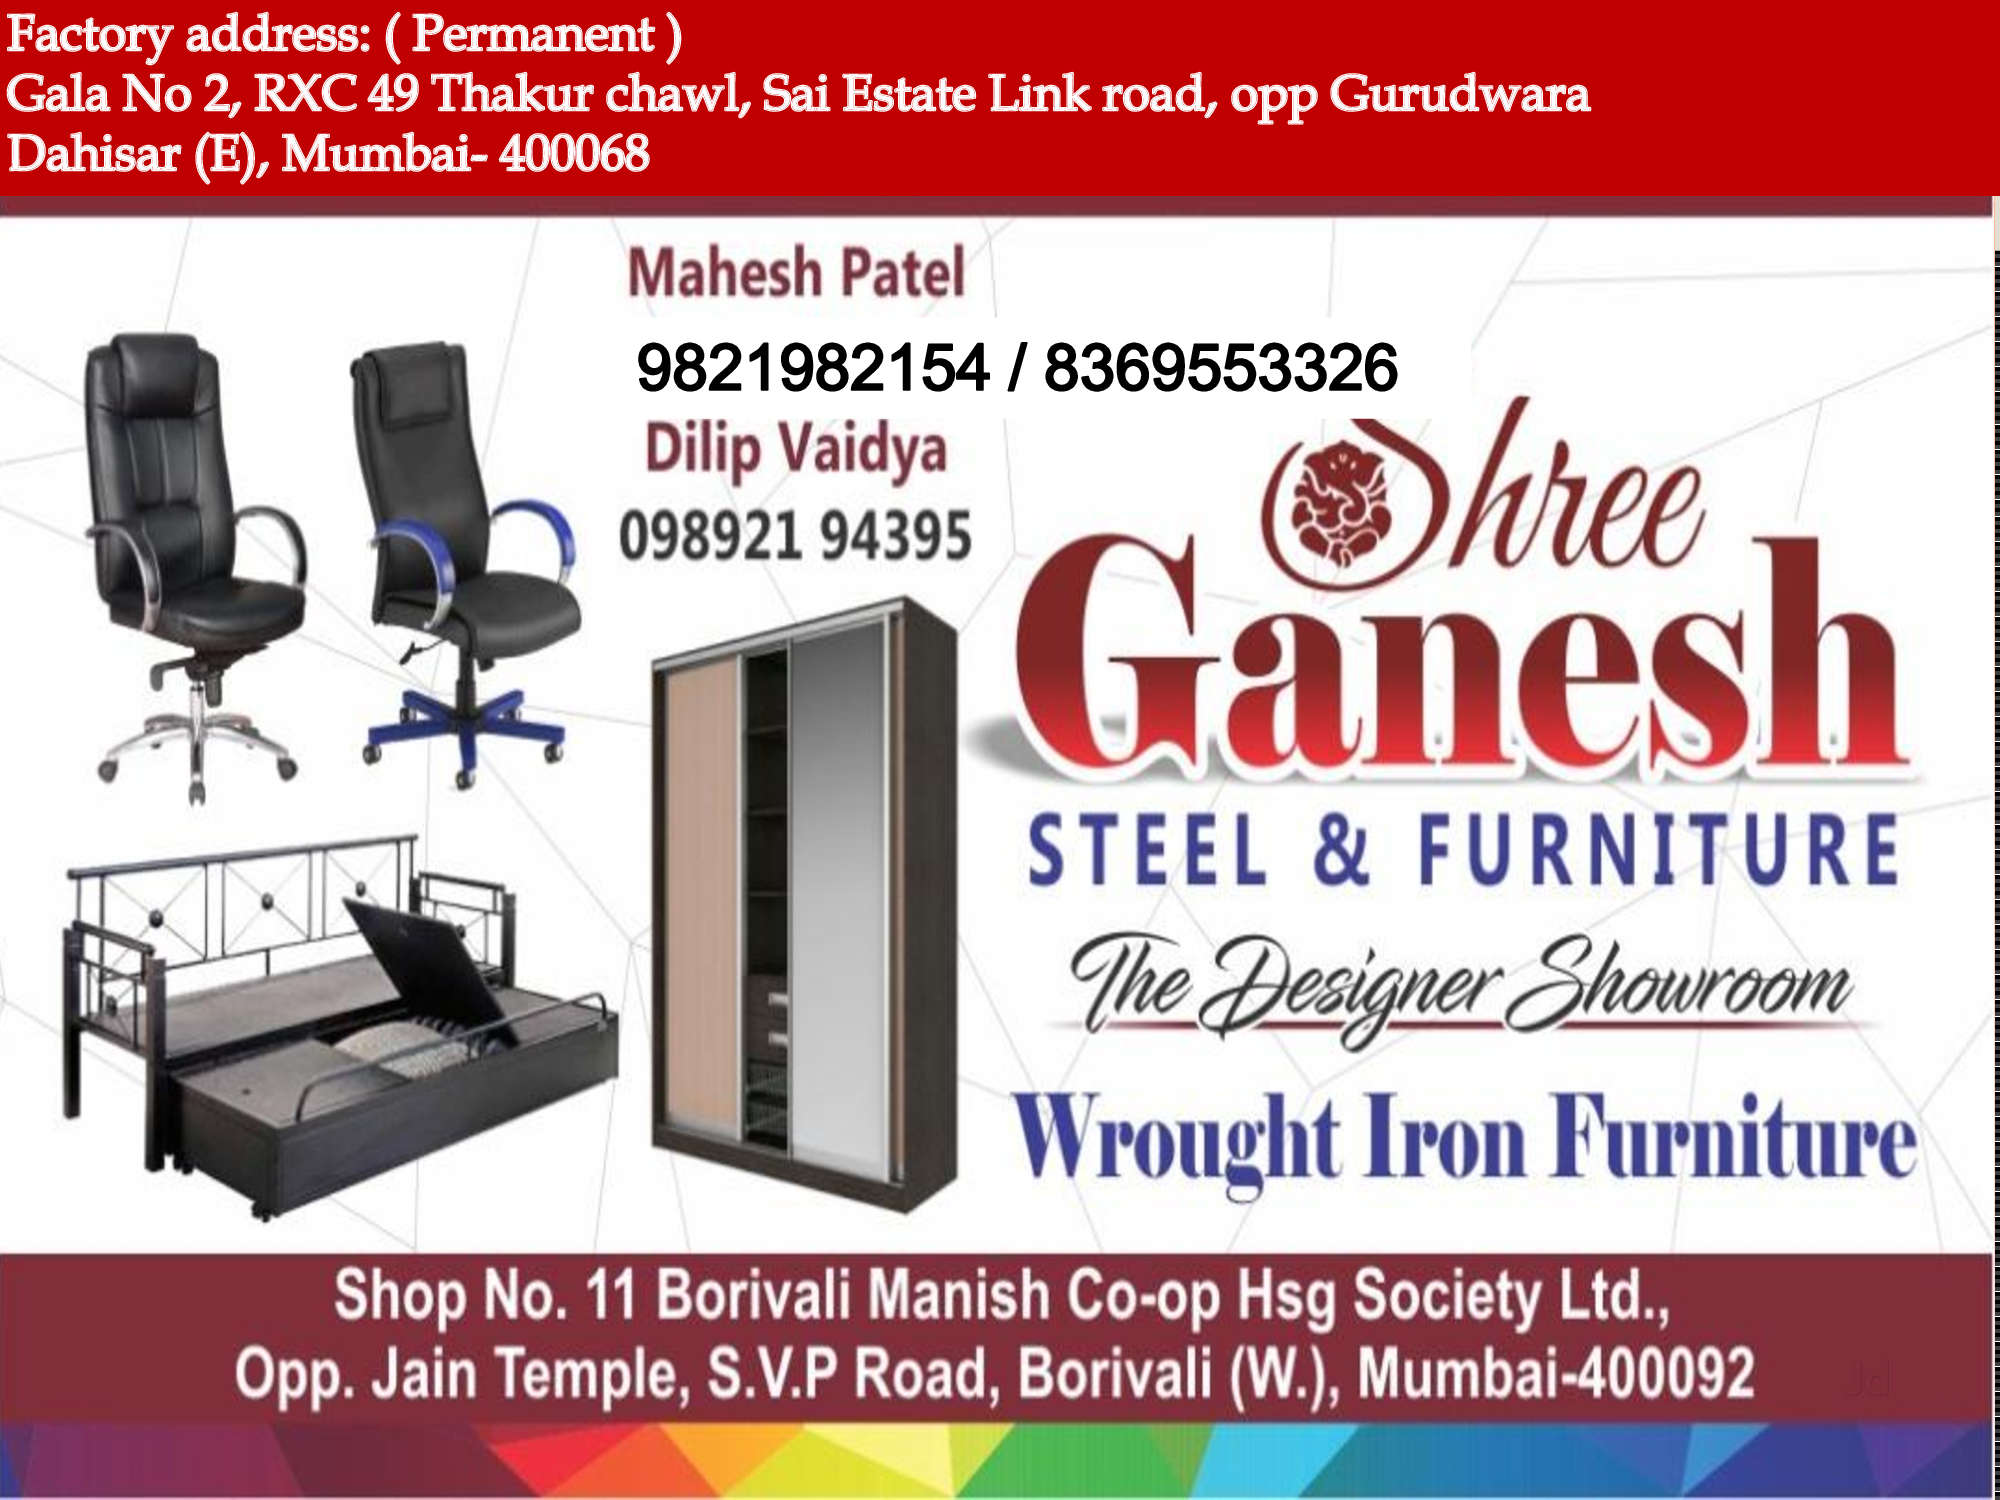 Factory address: ( Permanent )
Gala No 2, RXC 49 Thakur chawl, Sai Estate Link road, opp Gurudwara
Dahisar (E), Mumbai- 400068
Mahesh Patel
9821982154 / 8369553326
Dilip Vaidya
098921 94395
Shree
Ganesh
STEEL & FURNITURE
The Designer Showroom
Wrought Iron Furniture
Shop No. 11 Borivali Manish Co-op Hsg Society Ltd.,
Opp. Jain Temple, S.V.P Road, Borivali (W.), Mumbai-400092
Jd